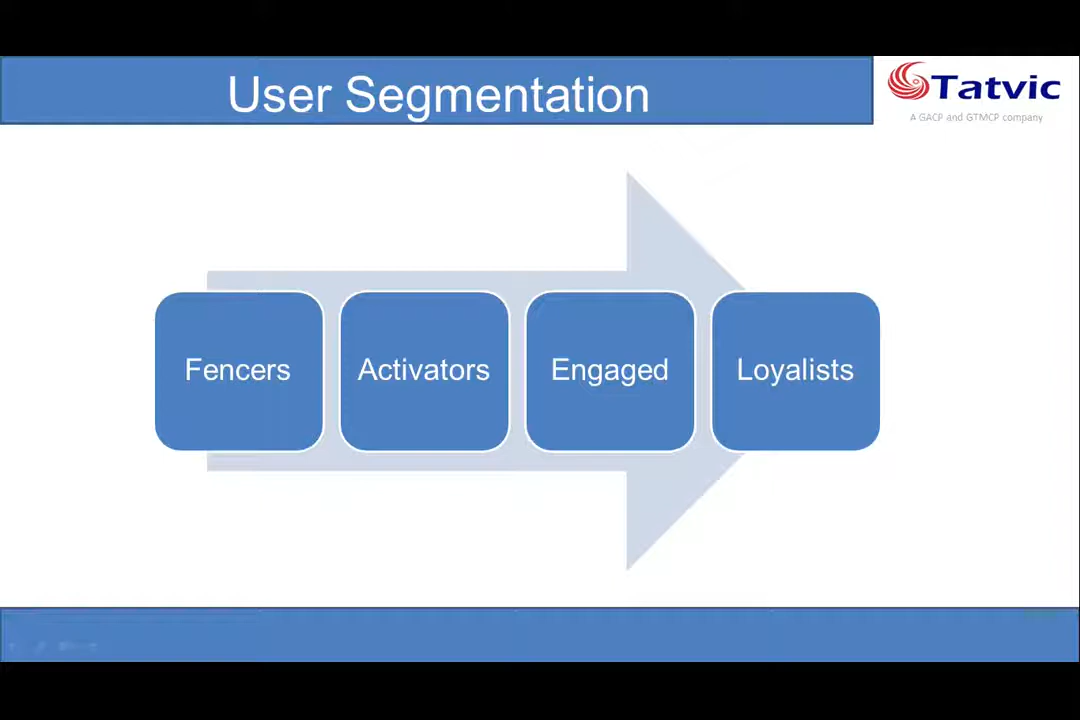 User Segmentation
Tatvic
A GACP and GTMCP company
Fencers
Activators
Engaged
Loyalists